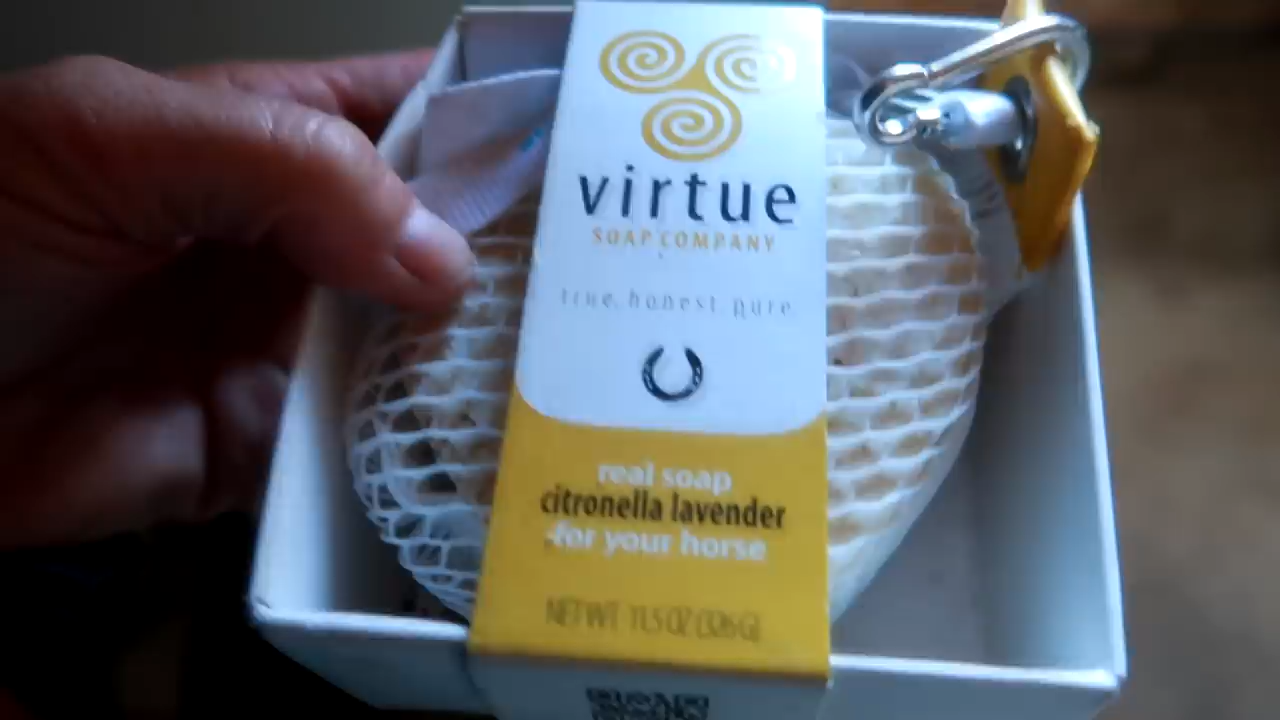 virtue
SOAP COMPANY
true. honest. pure.
real soap
citronella lavender
for your horse
NET WT 11.5 OZ (326 G)